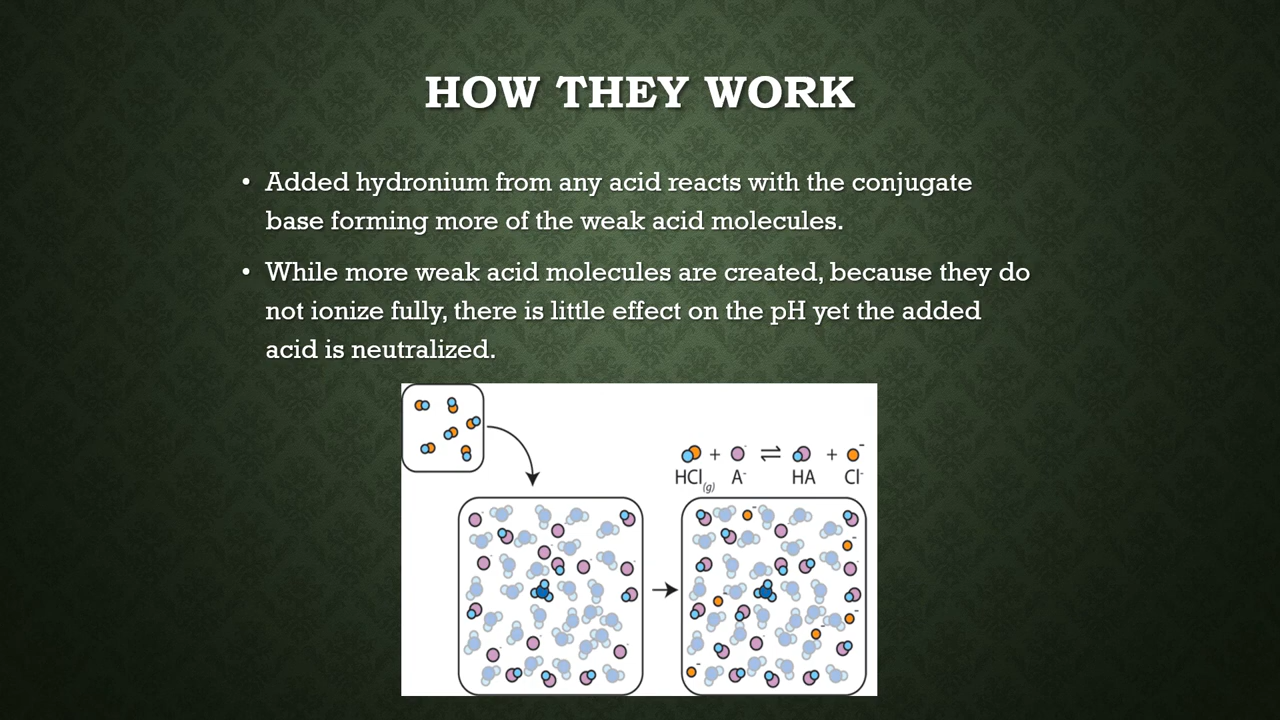 HOW THEY WORK
• Added hydronium from any acid reacts with the conjugate
base forming more of the weak acid molecules.
• While more weak acid molecules are created, because they do
not ionize fully, there is little effect on the pH yet the added
acid is neutralized.
+ ⇌ + -
HCl(g) A- HA Cl-